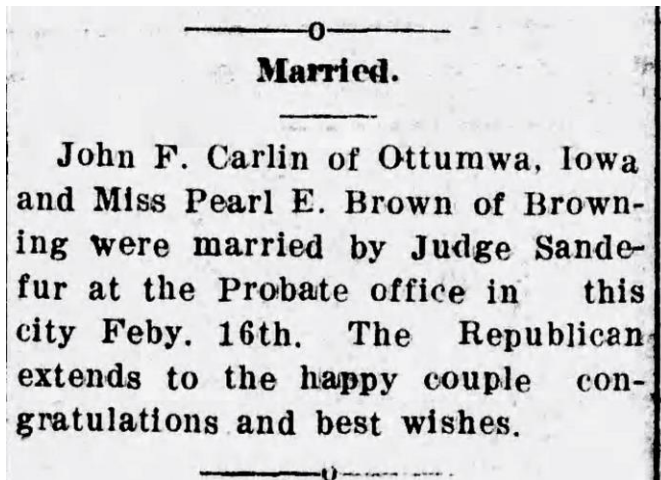 Married.
John F. Carlin of Ottumwa, Iowa
and Miss Pearl E. Brown of Brown-
ing were married by Judge Sande-
fur at the Probate office in this
city Feby. 16th. The Republican
extends to the happy couple con-
gratulations and best wishes.